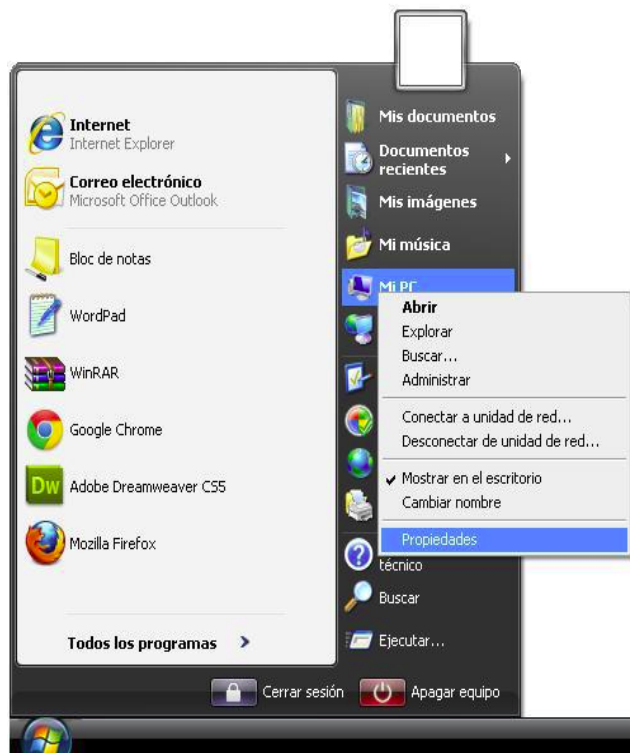 Internet
Internet Explorer
Correo electrónico
Microsoft Office Outlook
Bloc de notas
WordPad
WinRAR
Google Chrome
Dw
Adobe Dreamweaver CS5
Mozilla Firefox
Todos los programas
Mis documentos
Documentos
recientes
Mis imágenes
Mi música
Mi PC
Abrir
Explorar
Buscar...
Administrar
Conectar a unidad de red...
Desconectar de unidad de red...
Mostrar en el escritorio
Cambiar nombre
Propiedades
técnico
Buscar
Ejecutar...
Cerrar sesión
Apagar equipo